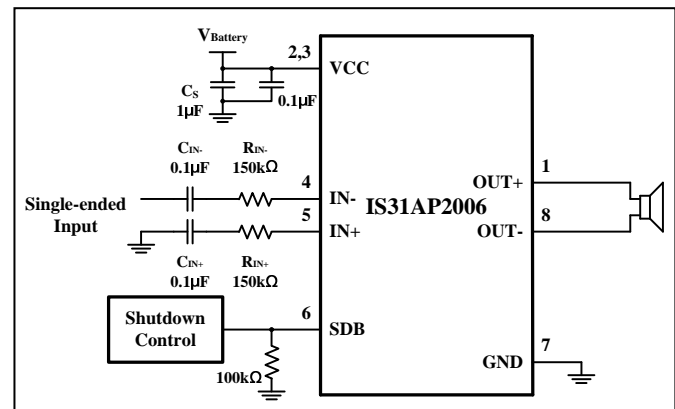 VBattery
2,3
VCC
CS
1µF
0.1µF
CIN-
0.1µF
RIN-
150kΩ
4
IN-
Single-ended
Input
5
IN+
CIN+
0.1µF
RIN+
150kΩ
IS31AP2006
1
OUT+
8
OUT-
Shutdown
Control
6
SDB
100kΩ
7
GND